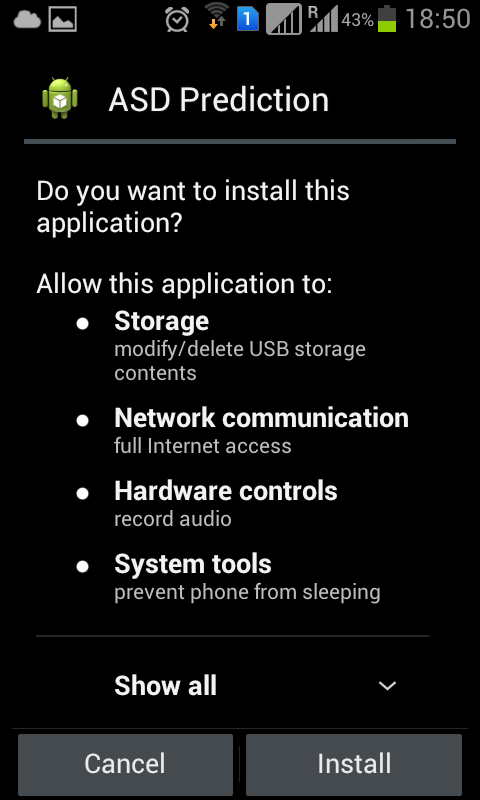 1 R 43% 18:50
ASD Prediction
Do you want to install this
application?
Allow this application to:
Storage
modify/delete USB storage
contents
Network communication
full Internet access
Hardware controls
record audio
System tools
prevent phone from sleeping
Show all
Cancel Install